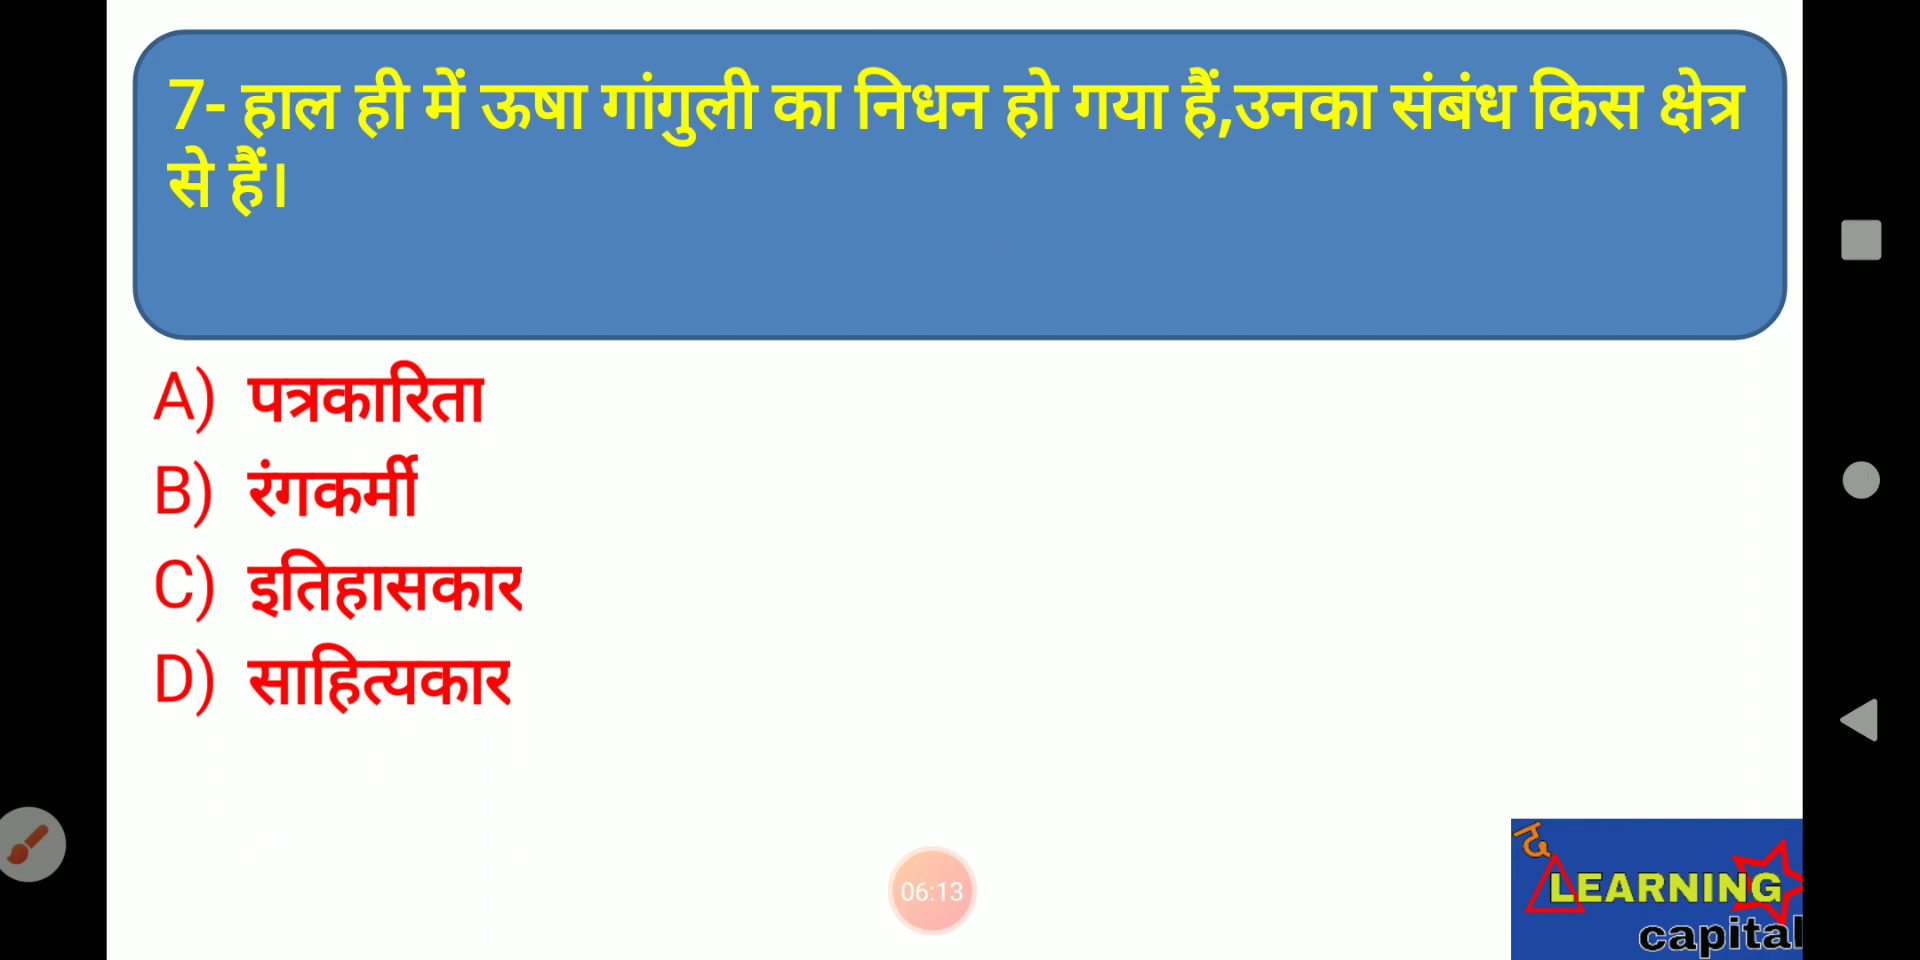 7- हाल ही में ऊषा गांगुली का निधन हो गया हैं,उनका संबंध किस क्षेत्र
से हैं।
A) पत्रकारिता
B) रंगकर्मी
C) इतिहासकार
D) साहित्यकार
06:13
द
LEARNING
capital